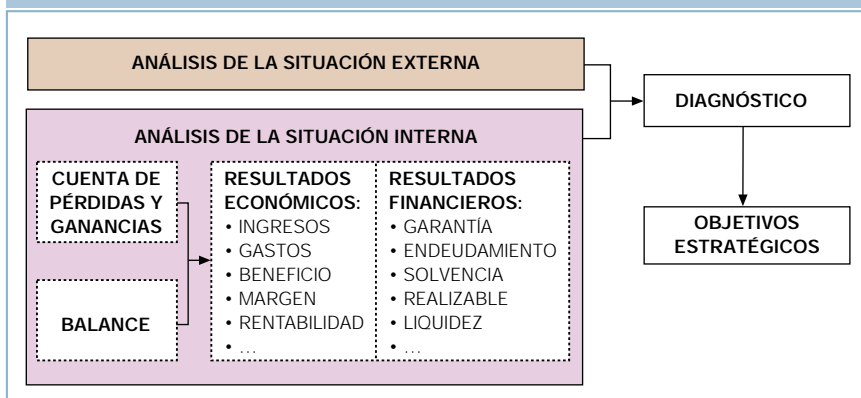 ANÁLISIS DE LA SITUACIÓN EXTERNA
DIAGNÓSTICO
ANÁLISIS DE LA SITUACIÓN INTERNA
CUENTA DE
PÉRDIDAS Y
GANANCIAS
BALANCE
RESULTADOS
ECONÓMICOS:
• INGRESOS
• GASTOS
• BENEFICIO
• MARGEN
• RENTABILIDAD
• ...
RESULTADOS
FINANCIEROS:
• GARANTÍA
• ENDEUDAMIENTO
• SOLVENCIA
• REALIZABLE
• LIQUIDEZ
• ...
OBJETIVOS
ESTRATÉGICOS